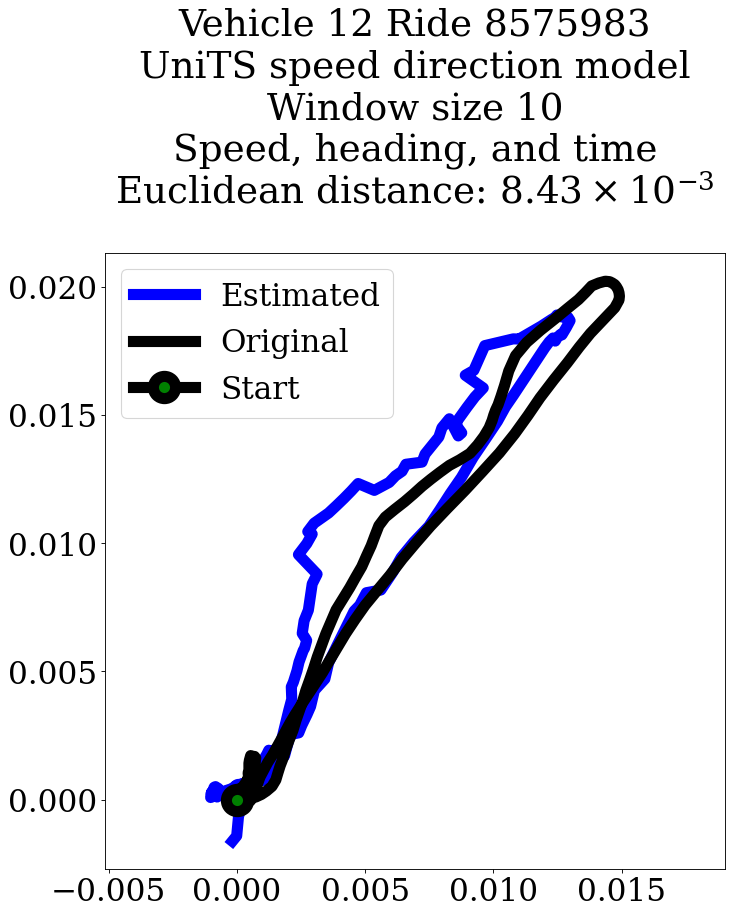 Vehicle 12 Ride 8575983
UniTS speed direction model
Window size 10
Speed, heading, and time
Euclidean distance: 8.43 × 10⁻³
0.020
0.015
0.010
0.005
0.000
Estimated
Original
Start
−0.005 0.000 0.005 0.010 0.015